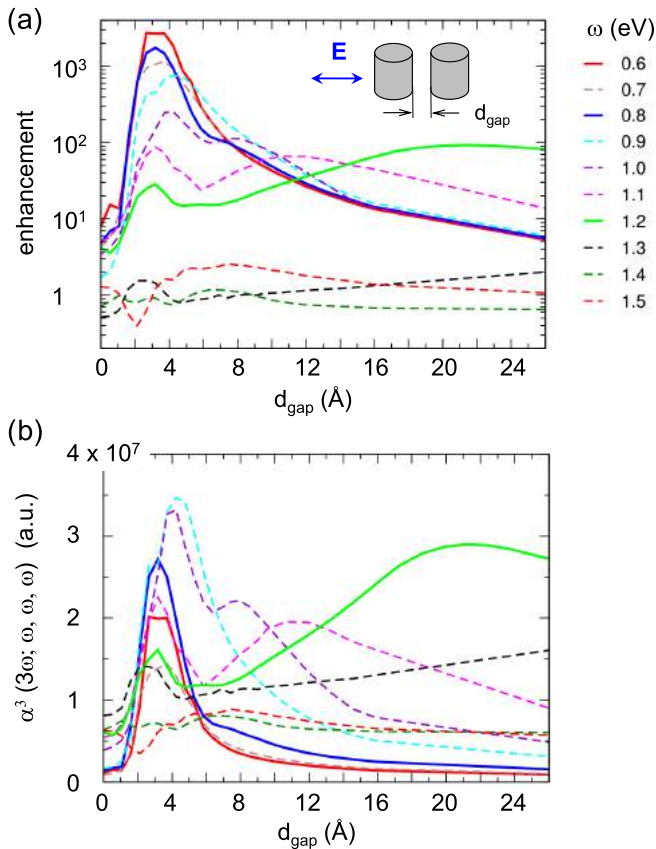 (a)
enhancement
10³
10²
10
1
0 4 8 12 16 20 24
d_gap (Å)
E
d_gap
ω (eV)
0.6
0.7
0.8
0.9
1.0
1.1
1.2
1.3
1.4
1.5
(b)
α³ (3ω; ω, ω, ω) (a.u.)
4 x 10⁷
3
2
1
0
0 4 8 12 16 20 24
d_gap (Å)